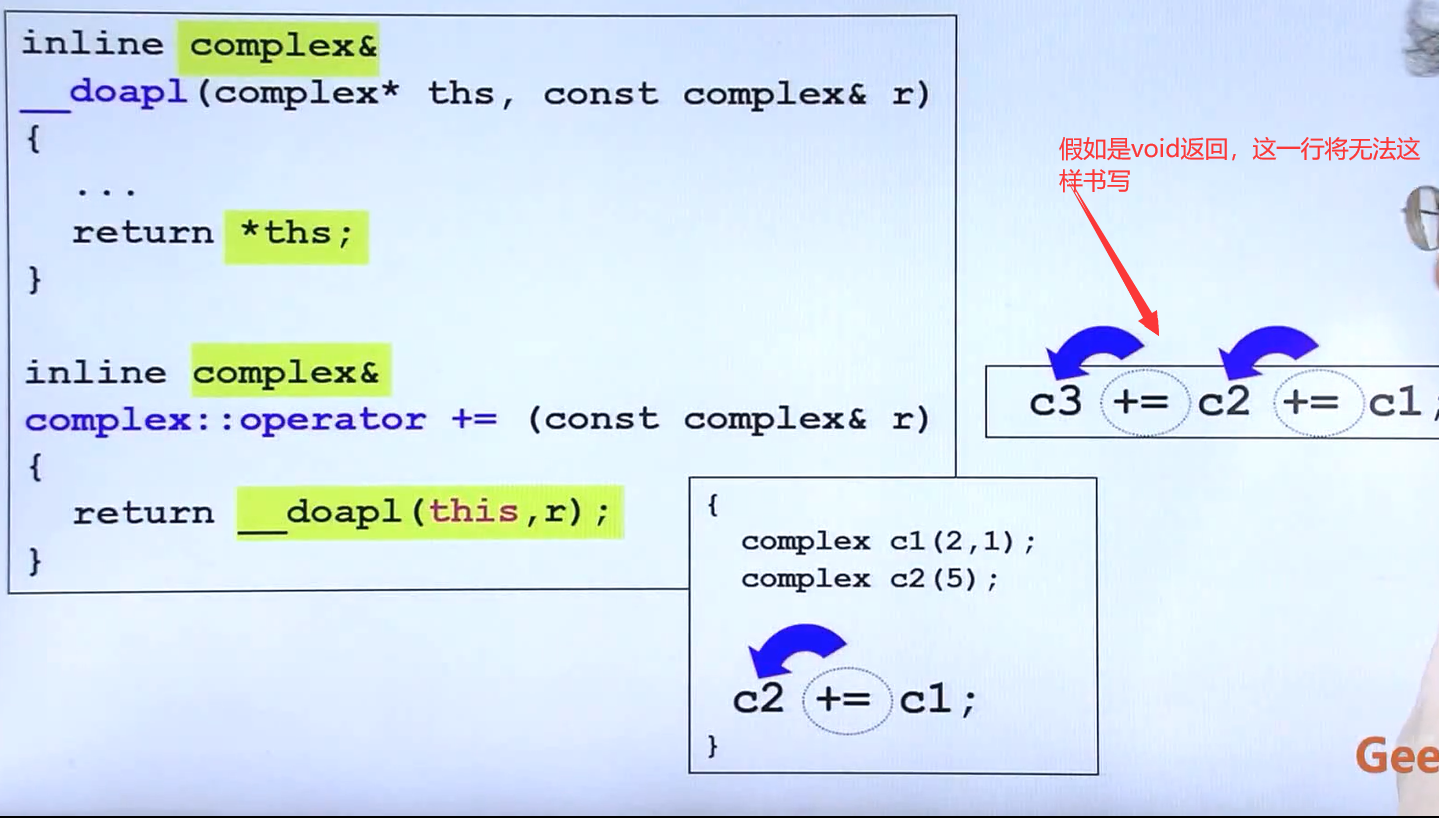 inline complex&
__doapl(complex* ths, const complex& r)
{
...
return *ths;
}
inline complex&
complex::operator += (const complex& r)
{
return __doapl(this,r);
}
假如是void返回，这一行将无法这
样书写
c3 += c2 += c1;
{
complex c1(2,1);
complex c2(5);
c2 += c1;
}
Gee